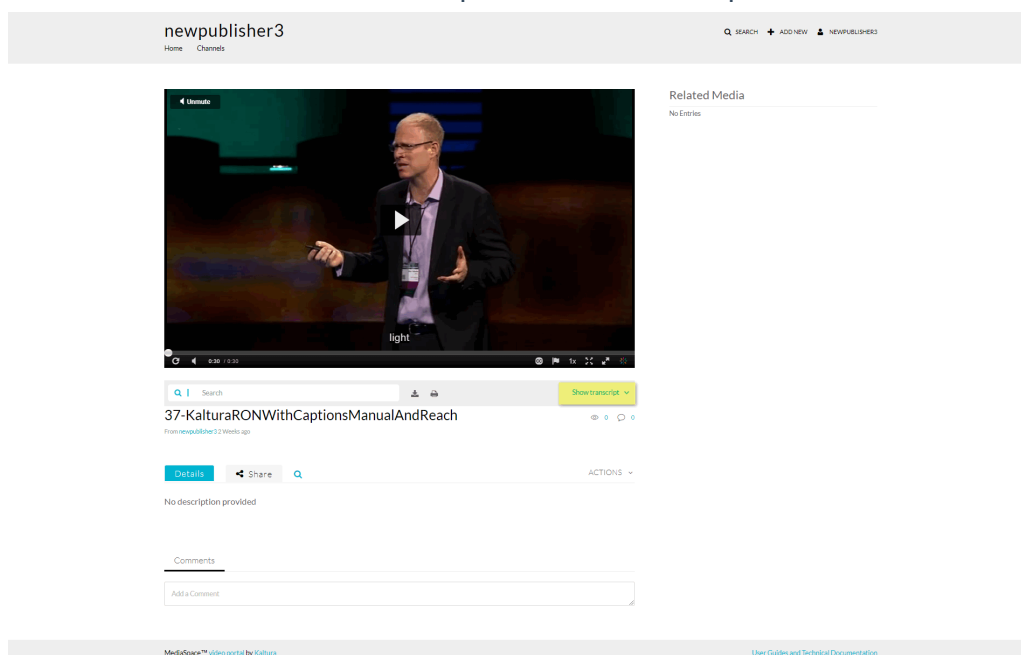 newpublisher3
Home Channels
SEARCH ADD NEW NEWPUBLISHER3
Unmute
light
0:30 / 0:30
1x
Related Media
No Entries
Search
Show transcript
37-KalturaRONWithCaptionsManualAndReach
0 0
From newpublisher3 2 Weeks ago
Details Share ACTIONS
No description provided
Comments
Add a Comment
MediaSpace™ video portal by Kaltura
User Guides and Technical Documentation